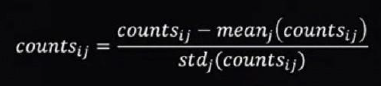 counts_ij = (counts_ij − mean_j(counts_ij)) / std_j(counts_ij)